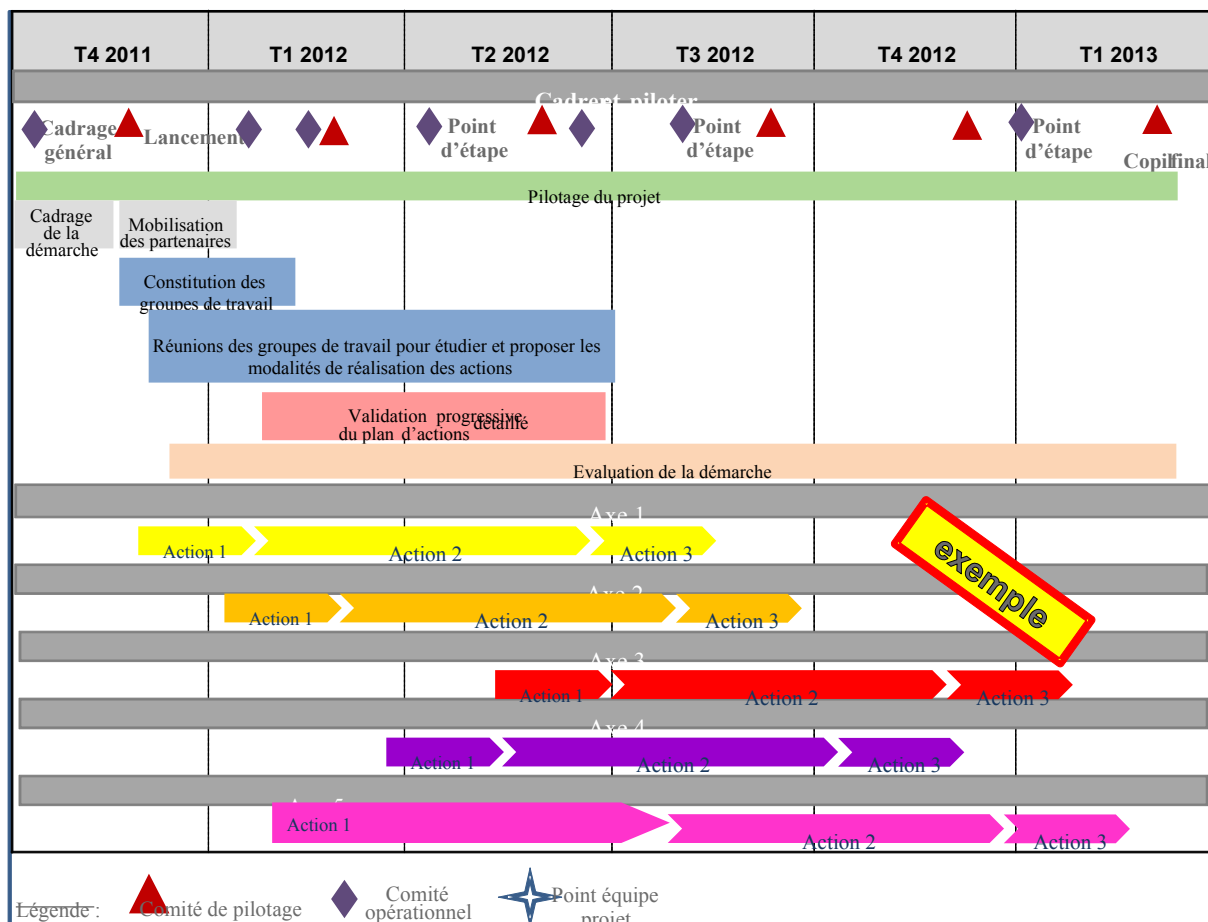 T4 2011 T1 2012 T2 2012 T3 2012 T4 2012 T1 2013
Cadrent piloter
Cadrage
général
Lancement
Point
d'étape
Point
d'étape
Point
d'étape
Copil final
Pilotage du projet
Cadrage
de la
démarche
Mobilisation
des partenaires
Constitution des
groupes de travail
Réunions des groupes de travail pour étudier et proposer les
modalités de réalisation des actions
Validation progressive
du plan d'actions détaillé
Evaluation de la démarche
Axe 1
Action 1 Action 2 Action 3
exemple
Axe 2
Action 1 Action 2 Action 3
Axe 3
Action 1 Action 2 Action 3
Axe 4
Action 1 Action 2 Action 3
Axe 5
Action 1 Action 2 Action 3
Légende :
Comité de pilotage
Comité
opérationnel
Point équipe
projet